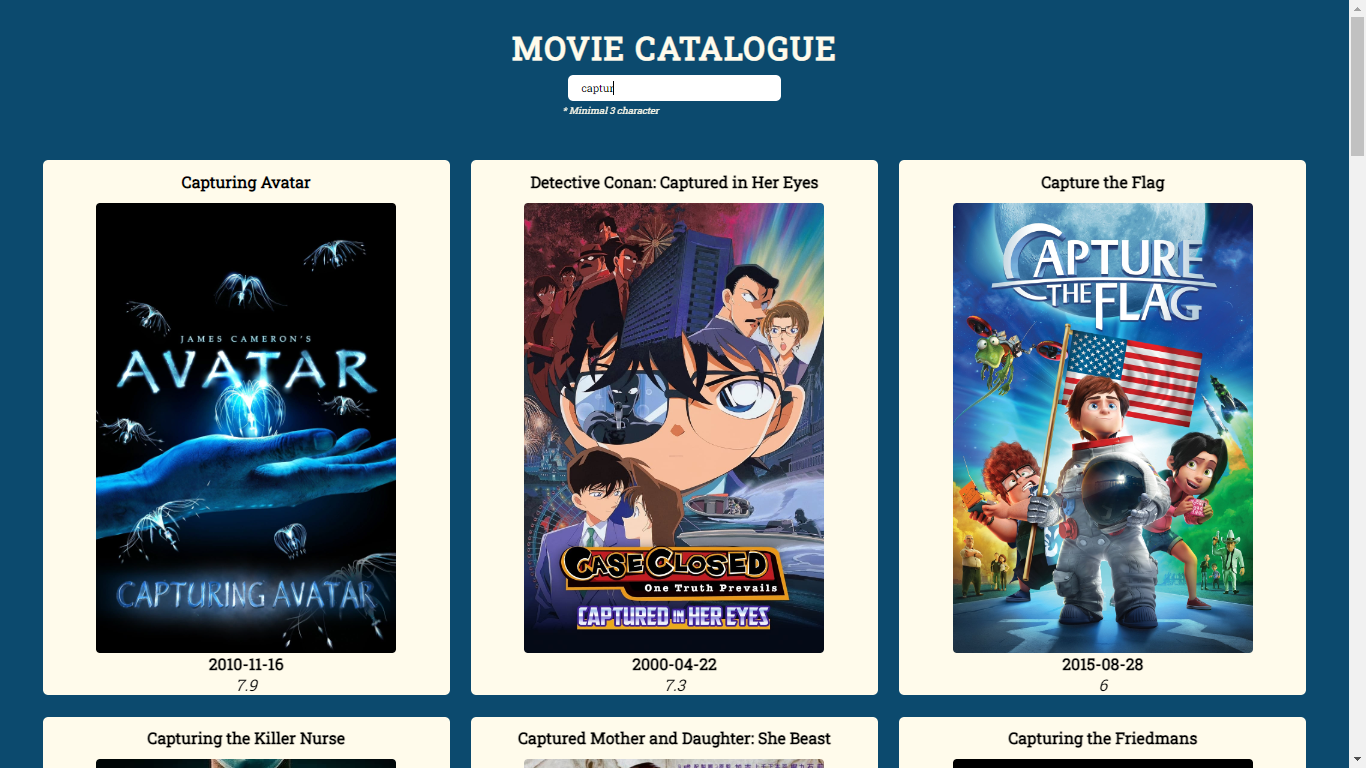 MOVIE CATALOGUE
captur
* Minimal 3 character
Capturing Avatar
JAMES CAMERON'S
AVATAR
CAPTURING AVATAR
2010-11-16
7.9
Detective Conan: Captured in Her Eyes
CASE CLOSED
One Truth Prevails
CAPTURED IN HER EYES
2000-04-22
7.3
Capture the Flag
CAPTURE
THE FLAG
2015-08-28
6
Capturing the Killer Nurse
Captured Mother and Daughter: She Beast
Capturing the Friedmans